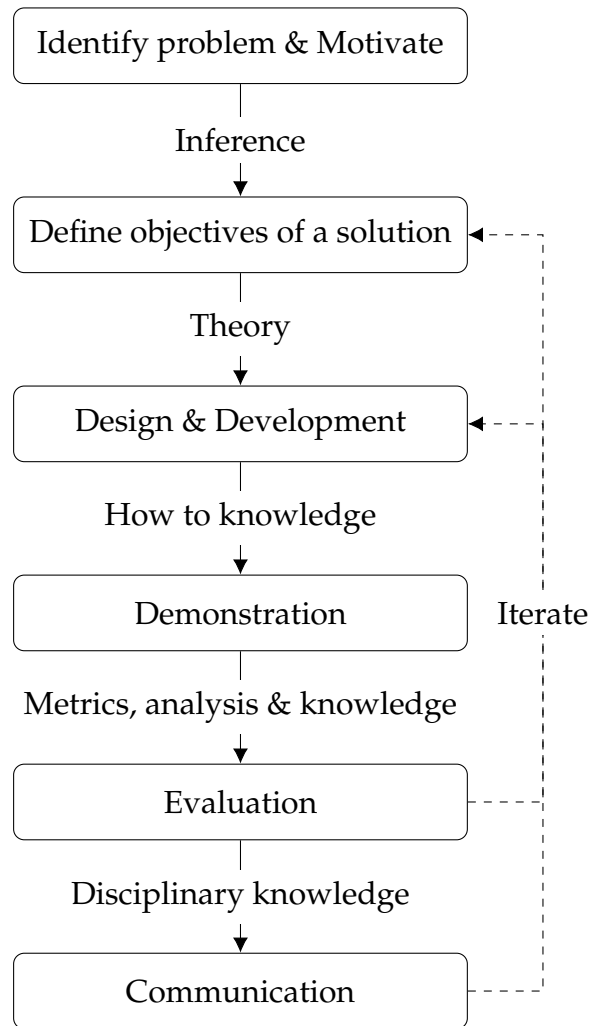 Identify problem & Motivate
Inference
Define objectives of a solution
Theory
Design & Development
How to knowledge
Demonstration
Iterate
Metrics, analysis & knowledge
Evaluation
Disciplinary knowledge
Communication